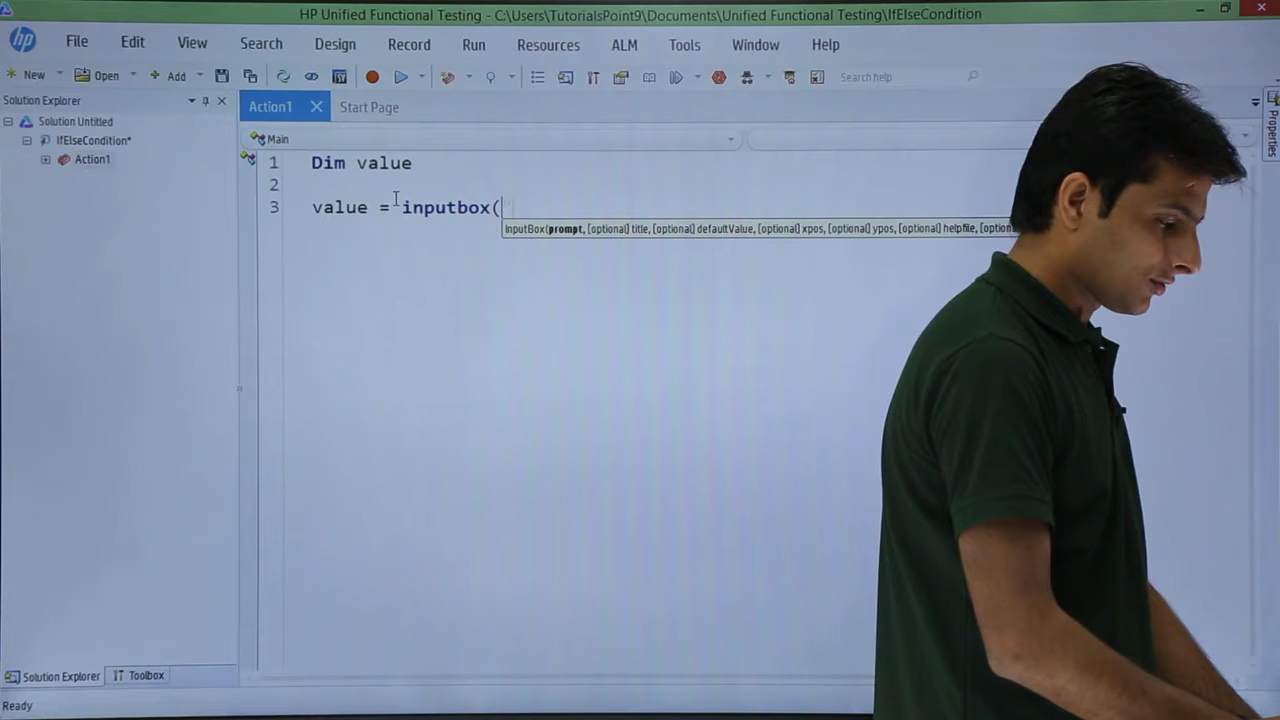 HP Unified Functional Testing - C:\Users\TutorialsPoint9\Documents\Unified Functional Testing\IfElseCondition
hp File Edit View Search Design Record Run Resources ALM Tools Window Help
New Open Add Search help
Solution Explorer
Action1 Start Page
Properties
Solution Untitled
IfElseCondition*
Action1
Main
1 Dim value
2
3 value = inputbox(
InputBox(prompt, [optional] title, [optional] defaultValue, [optional] xpos, [optional] ypos, [optional] helpfile, [option
Solution Explorer Toolbox
Ready